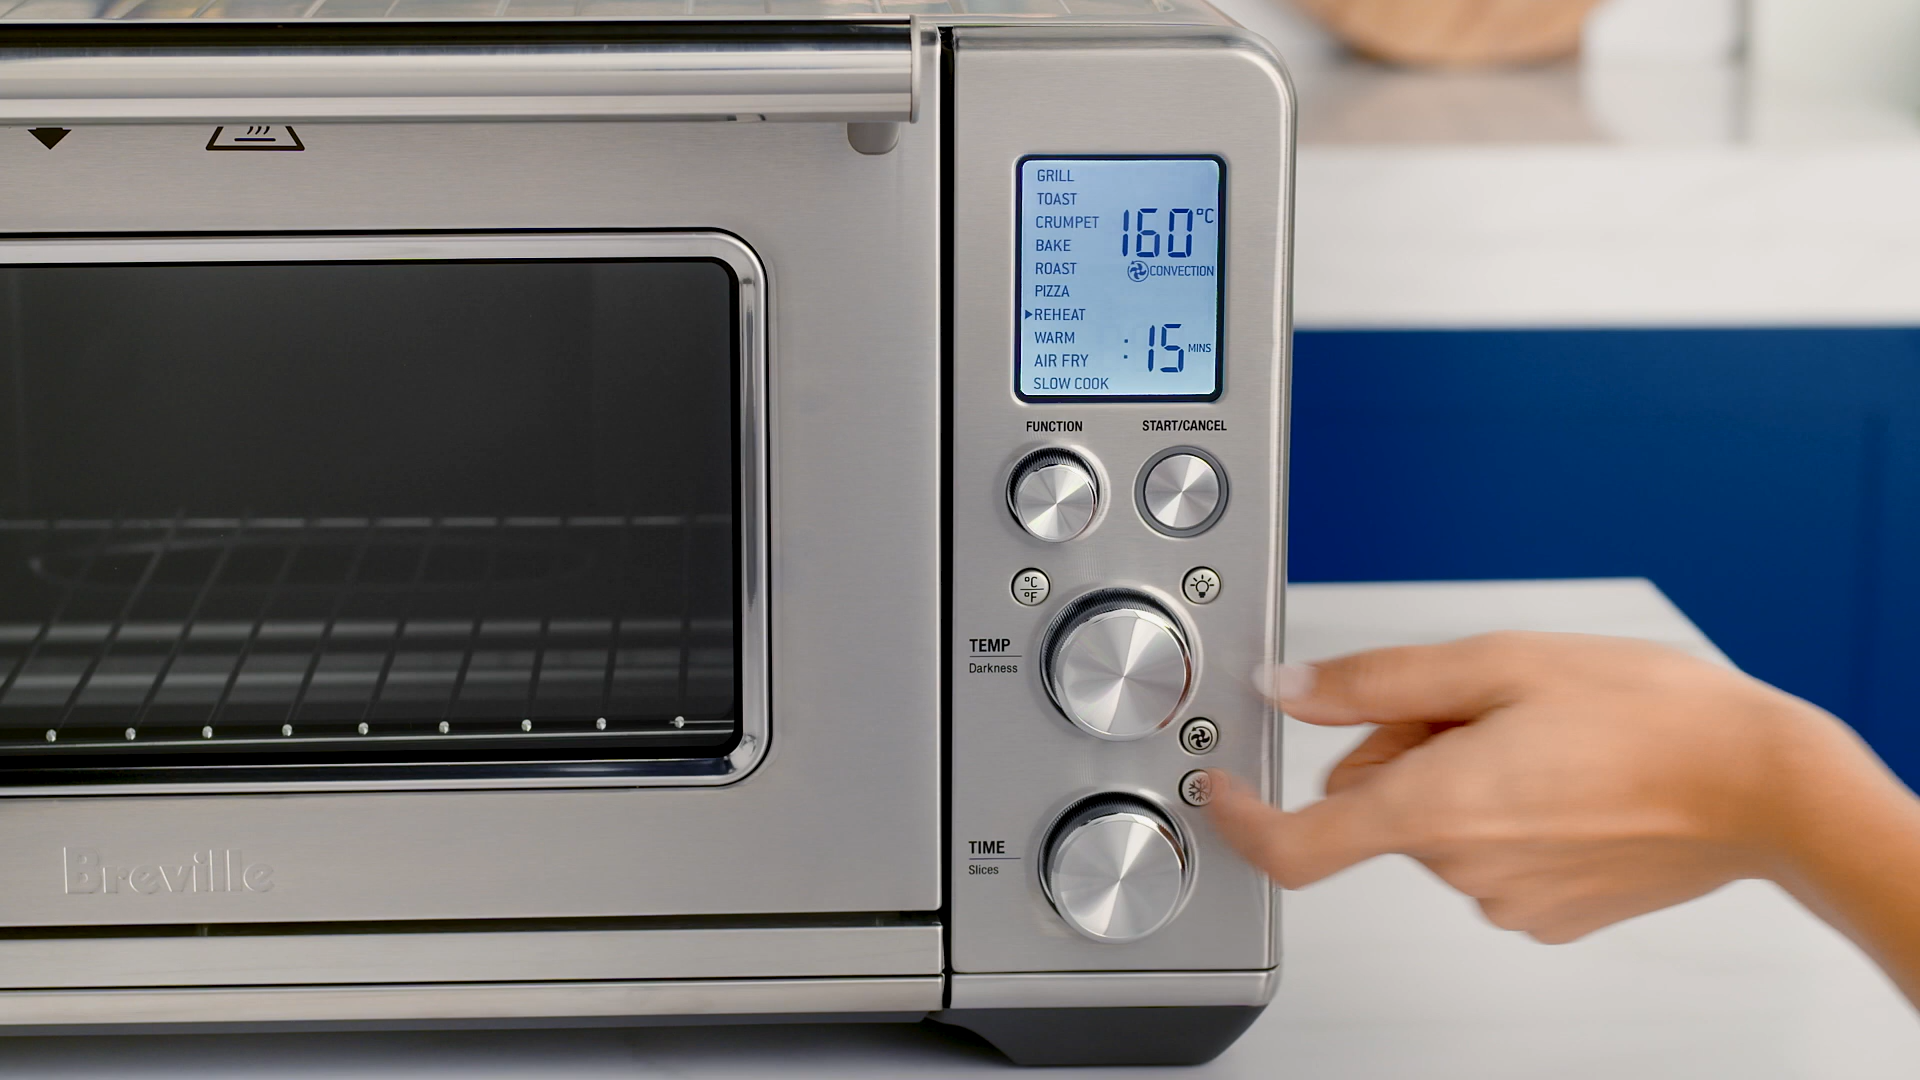 GRILL
TOAST
CRUMPET
BAKE
ROAST
PIZZA
REHEAT
WARM
AIR FRY
SLOW COOK
160°C
CONVECTION
:15 MINS
FUNCTION
START/CANCEL
°C
°F
TEMP
Darkness
TIME
Slices
Breville